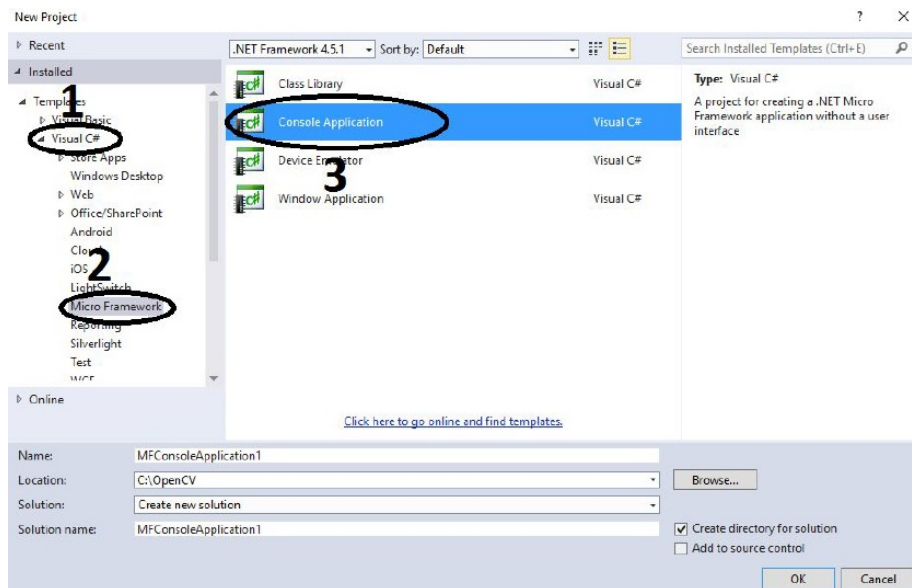 New Project
? X
Recent
.NET Framework 4.5.1 Sort by: Default
Search Installed Templates (Ctrl+E)
Installed
Templates
1
Visual Basic
Visual C#
Store Apps
Windows Desktop
Web
Office/SharePoint
Android
Cloud
iOS
2
LightSwitch
Micro Framework
Reporting
Silverlight
Test
WCF
Online
Class Library Visual C#
Console Application Visual C#
Device Emulator Visual C#
3
Window Application Visual C#
Click here to go online and find templates.
Type: Visual C#
A project for creating a .NET Micro
Framework application without a user
interface
Name: MFConsoleApplication1
Location: C:\OpenCV
Browse...
Solution: Create new solution
Solution name: MFConsoleApplication1
Create directory for solution
Add to source control
OK Cancel